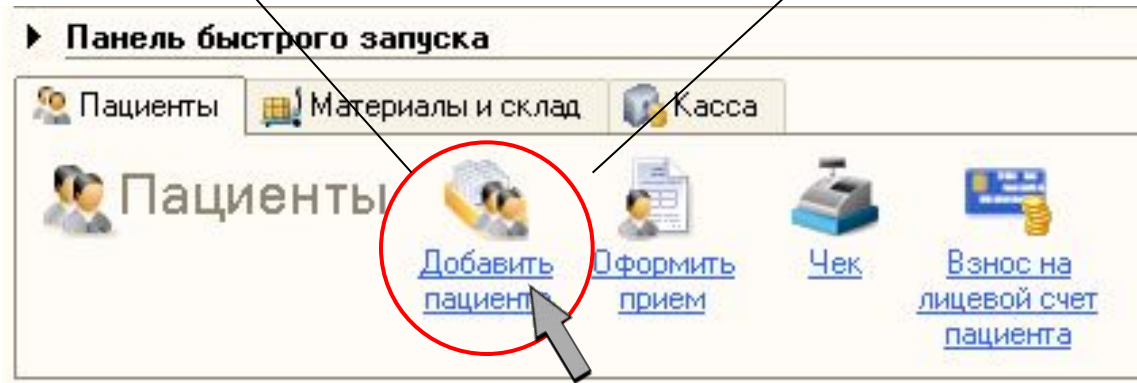 Панель быстрого запуска
Пациенты Материалы и склад Касса
Пациенты
Добавить пациента
Оформить прием
Чек
Взнос на лицевой счет пациента